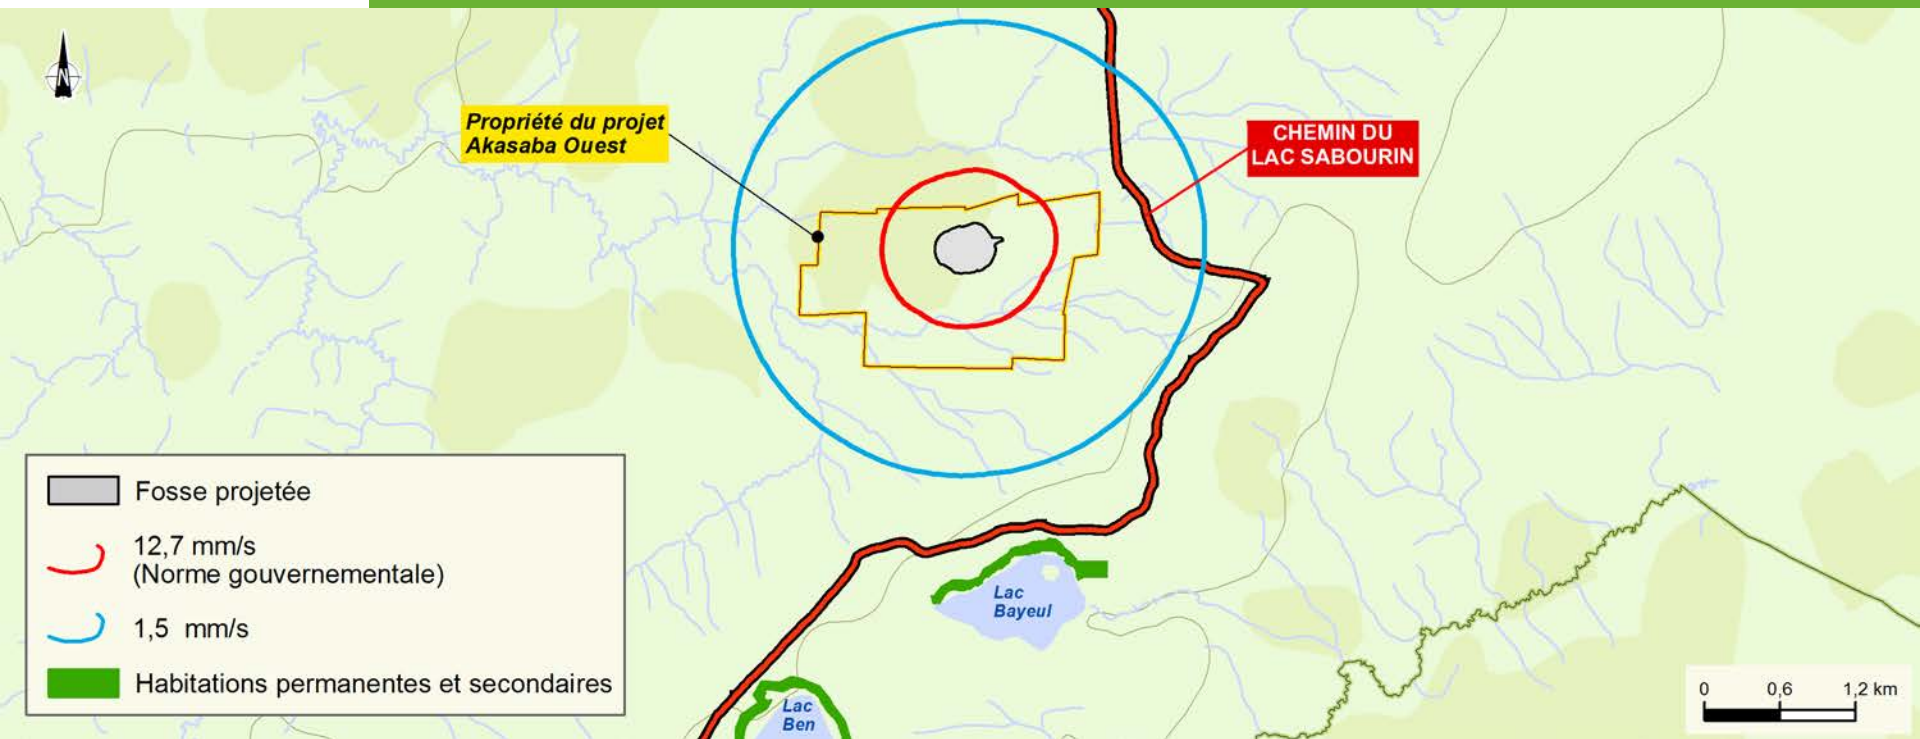 N
Propriété du projet
Akasaba Ouest
CHEMIN DU
LAC SABOURIN
Fosse projetée
12,7 mm/s
(Norme gouvernementale)
1,5 mm/s
Habitations permanentes et secondaires
Lac
Bayeul
Lac
Ben
0 0,6 1,2 km